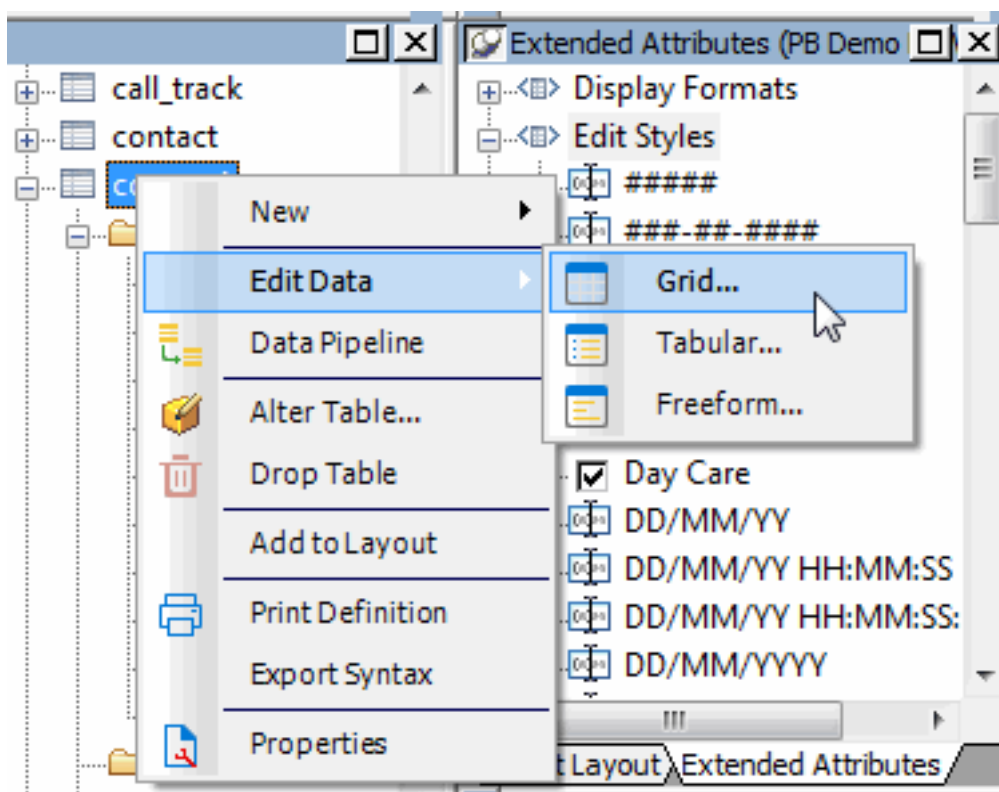 Extended Attributes (PB Demo
call_track
contact
New
Edit Data
Data Pipeline
Alter Table...
Drop Table
Add to Layout
Print Definition
Export Syntax
Properties
Grid...
Tabular...
Freeform...
Display Formats
Edit Styles
#####
###-##-####
Day Care
DD/MM/YY
DD/MM/YY HH:MM:SS
DD/MM/YY HH:MM:SS:
DD/MM/YYYY
Layout
Extended Attributes